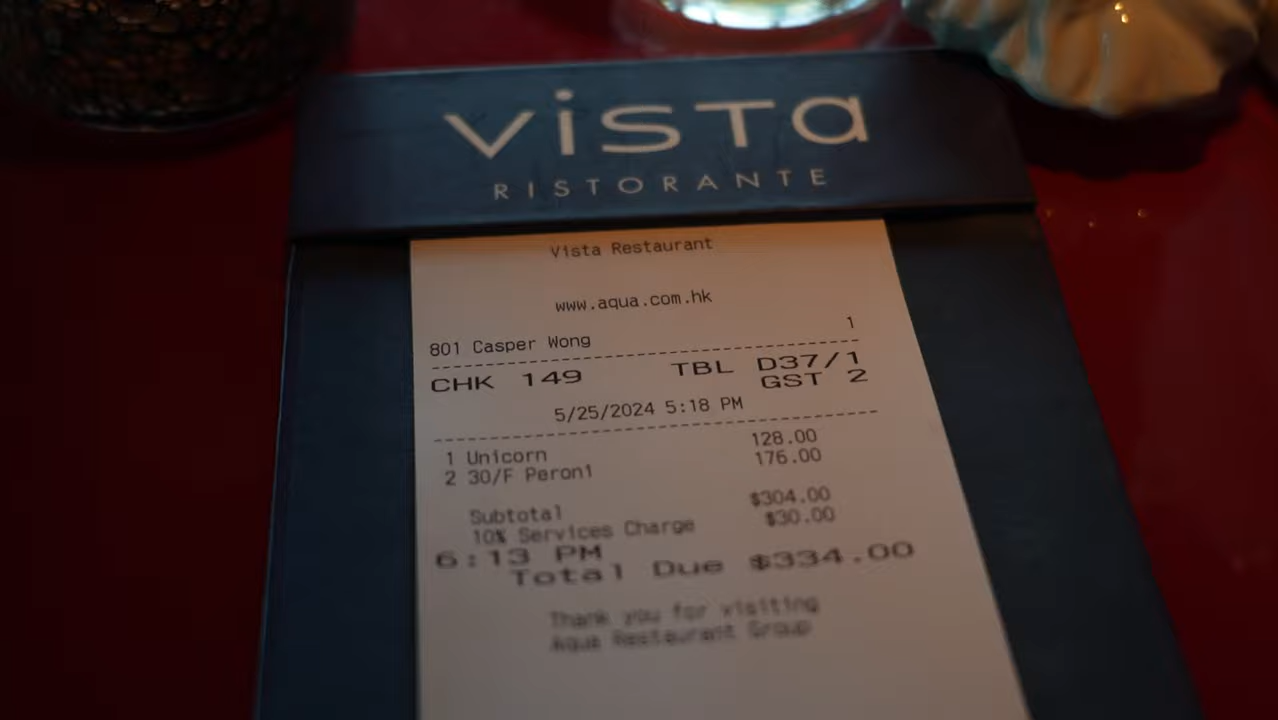 vista
RISTORANTE
Vista Restaurant
www.aqua.com.hk
1
801 Casper Wong
CHK 149 TBL D37/1
GST 2
5/25/2024 5:18 PM
1 Unicorn 128.00
2 30/F Peroni 176.00
Subtotal $304.00
10% Services Charge $30.00
6:13 PM
Total Due $334.00
Thank you for visiting
Aqua Restaurant Group